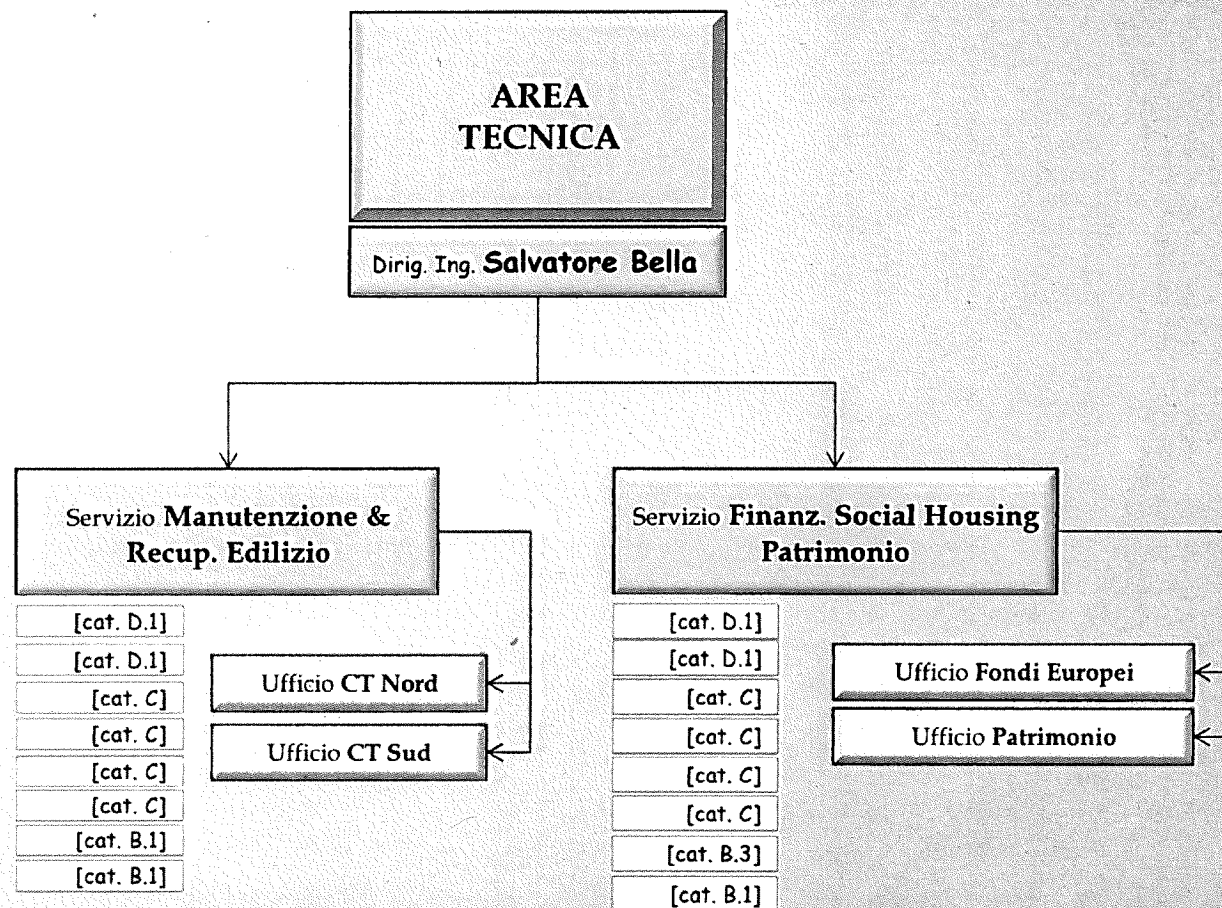 AREA
TECNICA
Dirig. Ing. Salvatore Bella
Servizio Manutenzione &
Recup. Edilizio
[cat. D.1]
[cat. D.1]
[cat. C]
[cat. C]
[cat. C]
[cat. C]
[cat. B.1]
[cat. B.1]
Ufficio CT Nord
Ufficio CT Sud
Servizio Finanz. Social Housing
Patrimonio
[cat. D.1]
[cat. D.1]
[cat. C]
[cat. C]
[cat. C]
[cat. C]
[cat. B.3]
[cat. B.1]
Ufficio Fondi Europei
Ufficio Patrimonio